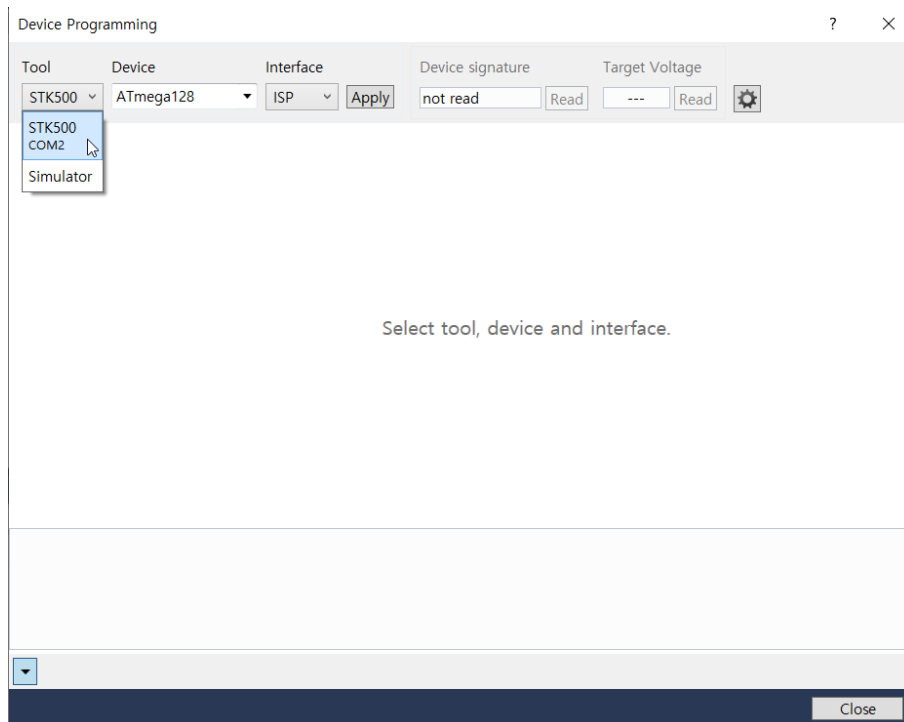 Device Programming
?
Tool Device Interface Device signature Target Voltage
STK500 ATmega128 ISP Apply not read Read --- Read
STK500
COM2
Simulator
Select tool, device and interface.
Close